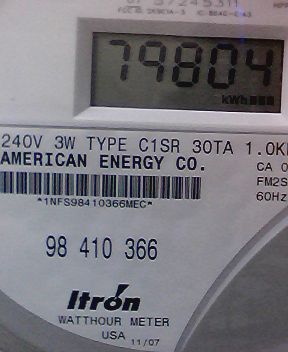 37245311
79804
kWh
240V 3W TYPE C1SR 30TA 1.0K
AMERICAN ENERGY CO.
CA 0
FM2S
60Hz
*1NFS98410366MEC*
98 410 366
Itron
WATTHOUR METER
USA 11/07